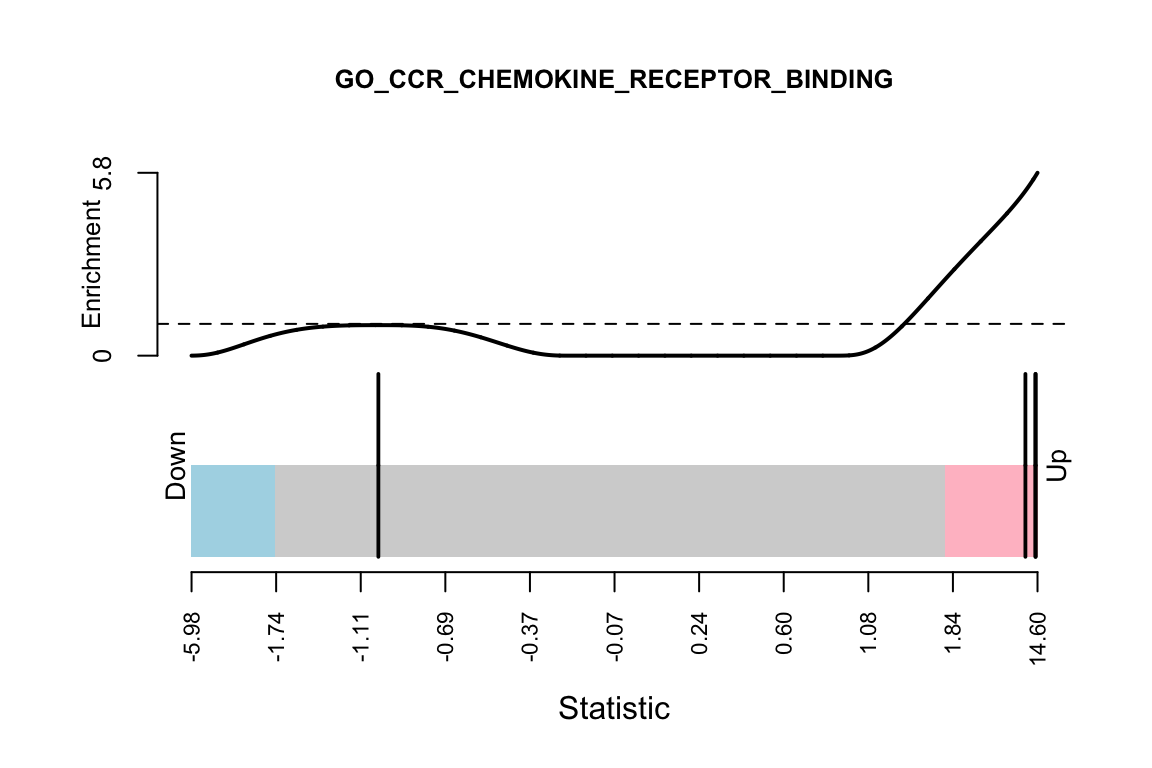 GO_CCR_CHEMOKINE_RECEPTOR_BINDING
Enrichment
5.8
0
Down
Up
-5.98
-1.74
-1.11
-0.69
-0.37
-0.07
0.24
0.60
1.08
1.84
14.60
Statistic